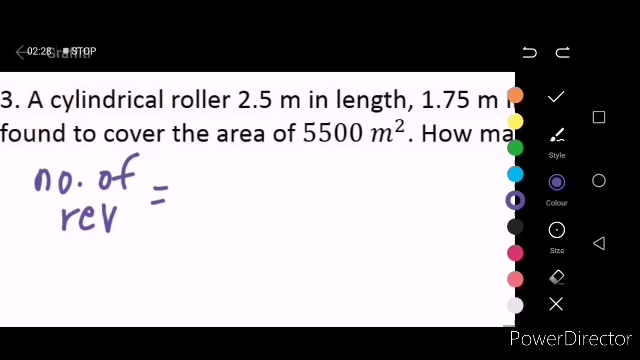 02:28 STOP
Graffiti
3. A cylindrical roller 2.5 m in length, 1.75 m
found to cover the area of 5500 m². How ma
Style
Colour
Size
no. of
rev =
PowerDirector